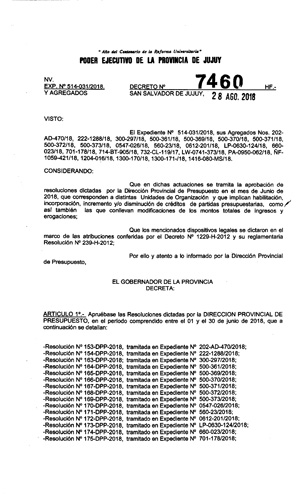 "Año del Centenario de la Reforma Universitaria"
PODER EJECUTIVO DE LA PROVINCIA DE JUJUY
NV.
EXP. Nº 514-031/2018.
Y AGREGADOS
DECRETO Nº 7460 HF.-
SAN SALVADOR DE JUJUY, 28 AGO. 2018
VISTO:
El Expediente Nº 514-031/2018, sus Agregados Nos. 202-
AD-470/18, 222-1288/18, 300-297/18, 500-361/18, 500-369/18, 500-370/18, 500-371/18,
500-372/18, 500-373/18, 0547-026/18, 560-23/18, 0612-201/18, LP-0630-124/18, 660-
023/18, 701-178/18, 714-BT-905/18, 732-CL-119/17, LW-0741-373/18, PA-0950-062/18, ÑF-
1059-421/18, 1204-016/18, 1300-170/18, 1300-171-/18, 1416-080-MS/18.
CONSIDERANDO:
Que en dichas actuaciones se tramita la aprobación de
resoluciones dictadas por la Dirección Provincial de Presupuesto en el mes de Junio de
2018, que corresponden a distintas Unidades de Organización y que implican habilitación,
incorporación, incremento y/o disminución de créditos de partidas presupuestarias, como
así también las que conllevan modificaciones de los montos totales de ingresos y
erogaciones;
Que los mencionados dispositivos legales se dictaron en el
marco de las atribuciones conferidas por el Decreto Nº 1229-H-2012 y su reglamentaria
Resolución Nº 239-H-2012;
Por ello y atento a lo informado por la Dirección Provincial
de Presupuesto,
EL GOBERNADOR DE LA PROVINCIA
DECRETA:
ARTICULO 1º.- Apruébase las Resoluciones dictadas por la DIRECCION PROVINCIAL DE
PRESUPUESTO, en el período comprendido entre el 01 y el 30 de junio de 2018, que a
continuación se detallan:
-Resolución Nº 153-DPP-2018, tramitada en Expediente Nº 202-AD-470/2018
-Resolución Nº 154-DPP-2018, tramitada en Expediente Nº 222-1288/2018
-Resolución Nº 163-DPP-2018, tramitada en Expediente Nº 300-297/2018
-Resolución Nº 164-DPP-2018, tramitada en Expediente Nº 500-361/2018
-Resolución Nº 165-DPP-2018, tramitada en Expediente Nº 500-369/2018
-Resolución Nº 166-DPP-2018, tramitada en Expediente Nº 500-370/2018
-Resolución Nº 167-DPP-2018, tramitada en Expediente Nº 500-371/2018
-Resolución Nº 168-DPP-2018, tramitada en Expediente Nº 500-372/2018
-Resolución Nº 169-DPP-2018, tramitada en Expediente Nº 500-373/2018
-Resolución Nº 170-DPP-2018, tramitada en Expediente Nº 0547-026/2018
-Resolución Nº 171-DPP-2018, tramitada en Expediente Nº 560-23/2018
-Resolución Nº 172-DPP-2018, tramitada en Expediente Nº 0612-201/2018
-Resolución Nº 173-DPP-2018, tramitada en Expediente Nº LP-0630-124/2018
-Resolución Nº 174-DPP-2018, tramitada en Expediente Nº 660-023/2018
-Resolución Nº 175-DPP-2018, tramitada en Expediente Nº 701-178/2018